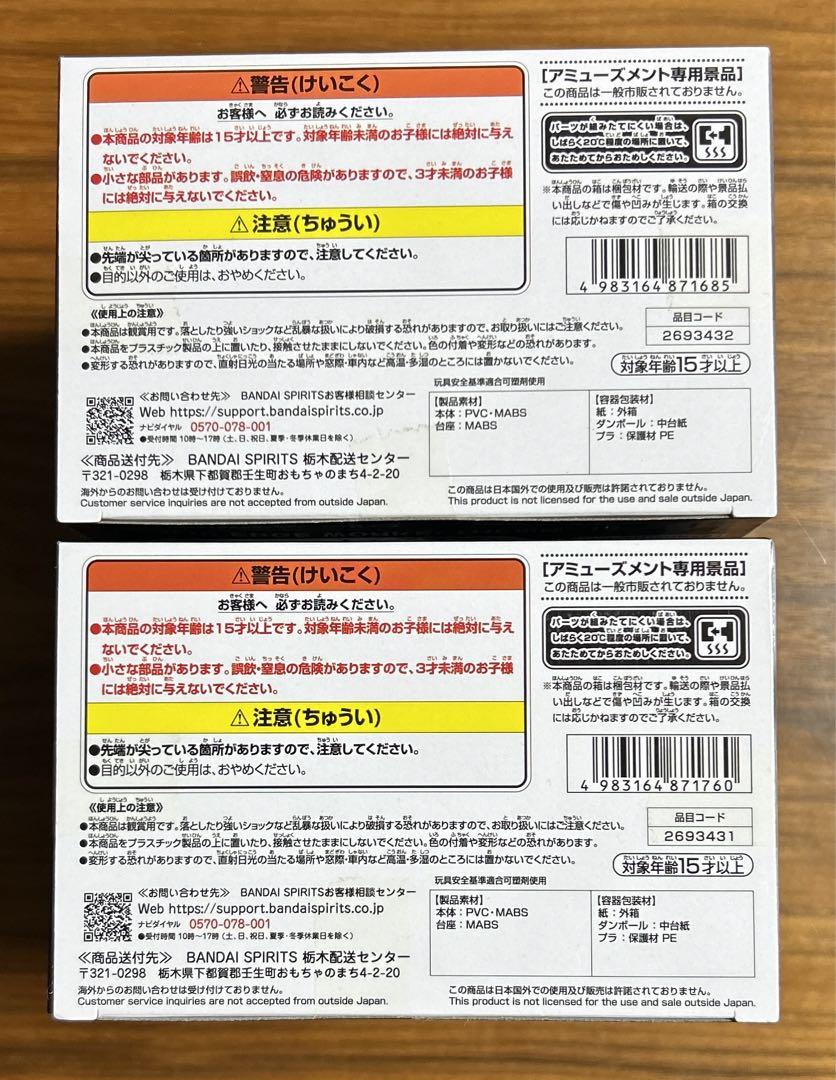 ⚠警告(けいこく)
お客様へ 必ずお読みください。
●本商品の対象年齢は15才以上です。対象年齢未満のお子様には絶対に与え
ないでください。
●小さな部品があります。誤飲・窒息の危険がありますので、3才未満のお子様
には絶対に与えないでください。
⚠注意(ちゅうい)
●先端が尖っている箇所がありますので、注意してください。
●目的以外のご使用は、おやめください。
[アミューズメント専用景品]
この商品は一般市販されておりません。
パーツが組みたてにくい場合は、
しばらく20℃程度の場所に置いて、
あたためてからおためしください。
※本商品の箱は梱包材です。輸送の際や景品払
い出しなどで傷や凹みが生じます。箱の交換
には応じかねますのでご了承ください。
4 983164 871685
品目コード
2693432
対象年齢15才以上
《使用上の注意》
●本商品は観賞用です。落としたり強いショックなど乱暴な扱いにより破損する恐れがありますので、お取り扱いにはご注意ください。
●本商品をプラスチック製品の上に置いたり、接触させたままにしないでください。色の付着や変形などの恐れがあります。
●変形する恐れがありますので、直射日光の当たる場所や窓際・車内など高温・多湿のところには置かないでください。
≪お問い合わせ先≫ BANDAI SPIRITSお客様相談センター
Web https://support.bandaispirits.co.jp
ナビダイヤル 0570-078-001
●受付時間 10時〜17時(土、日、祝日、夏季・冬季休業日を除く)
≪商品送付先≫ BANDAI SPIRITS 栃木配送センター
〒321-0298 栃木県下都賀郡壬生町おもちゃのまち4-2-20
海外からのお問い合わせは受け付けておりません。
Customer service inquiries are not accepted from outside Japan.
玩具安全基準適合可塑剤使用
【製品素材】
本体：PVC・MABS
台座：MABS
【容器包装材】
紙：外箱
ダンボール：中台紙
プラ：保護材 PE
この商品は日本国外での使用及び販売は許諾されておりません。
This product is not licensed for the use and sale outside Japan.
⚠警告(けいこく)
お客様へ 必ずお読みください。
●本商品の対象年齢は15才以上です。対象年齢未満のお子様には絶対に与え
ないでください。
●小さな部品があります。誤飲・窒息の危険がありますので、3才未満のお子様
には絶対に与えないでください。
⚠注意(ちゅうい)
●先端が尖っている箇所がありますので、注意してください。
●目的以外のご使用は、おやめください。
[アミューズメント専用景品]
この商品は一般市販されておりません。
パーツが組みたてにくい場合は、
しばらく20℃程度の場所に置いて、
あたためてからおためしください。
※本商品の箱は梱包材です。輸送の際や景品払
い出しなどで傷や凹みが生じます。箱の交換
には応じかねますのでご了承ください。
4 983164 871760
品目コード
2693431
対象年齢15才以上
《使用上の注意》
●本商品は観賞用です。落としたり強いショックなど乱暴な扱いにより破損する恐れがありますので、お取り扱いにはご注意ください。
●本商品をプラスチック製品の上に置いたり、接触させたままにしないでください。色の付着や変形などの恐れがあります。
●変形する恐れがありますので、直射日光の当たる場所や窓際・車内など高温・多湿のところには置かないでください。
≪お問い合わせ先≫ BANDAI SPIRITSお客様相談センター
Web https://support.bandaispirits.co.jp
ナビダイヤル 0570-078-001
●受付時間 10時〜17時(土、日、祝日、夏季・冬季休業日を除く)
≪商品送付先≫ BANDAI SPIRITS 栃木配送センター
〒321-0298 栃木県下都賀郡壬生町おもちゃのまち4-2-20
海外からのお問い合わせは受け付けておりません。
Customer service inquiries are not accepted from outside Japan.
玩具安全基準適合可塑剤使用
【製品素材】
本体：PVC・MABS
台座：MABS
【容器包装材】
紙：外箱
ダンボール：中台紙
プラ：保護材 PE
この商品は日本国外での使用及び販売は許諾されておりません。
This product is not licensed for the use and sale outside Japan.